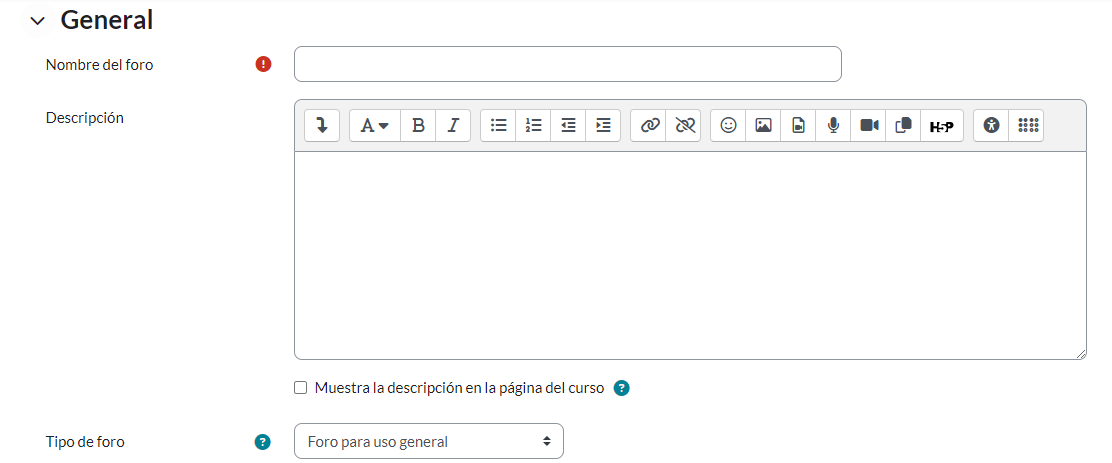 General
Nombre del foro
Descripción
A B I H5P
Muestra la descripción en la página del curso
Tipo de foro
Foro para uso general